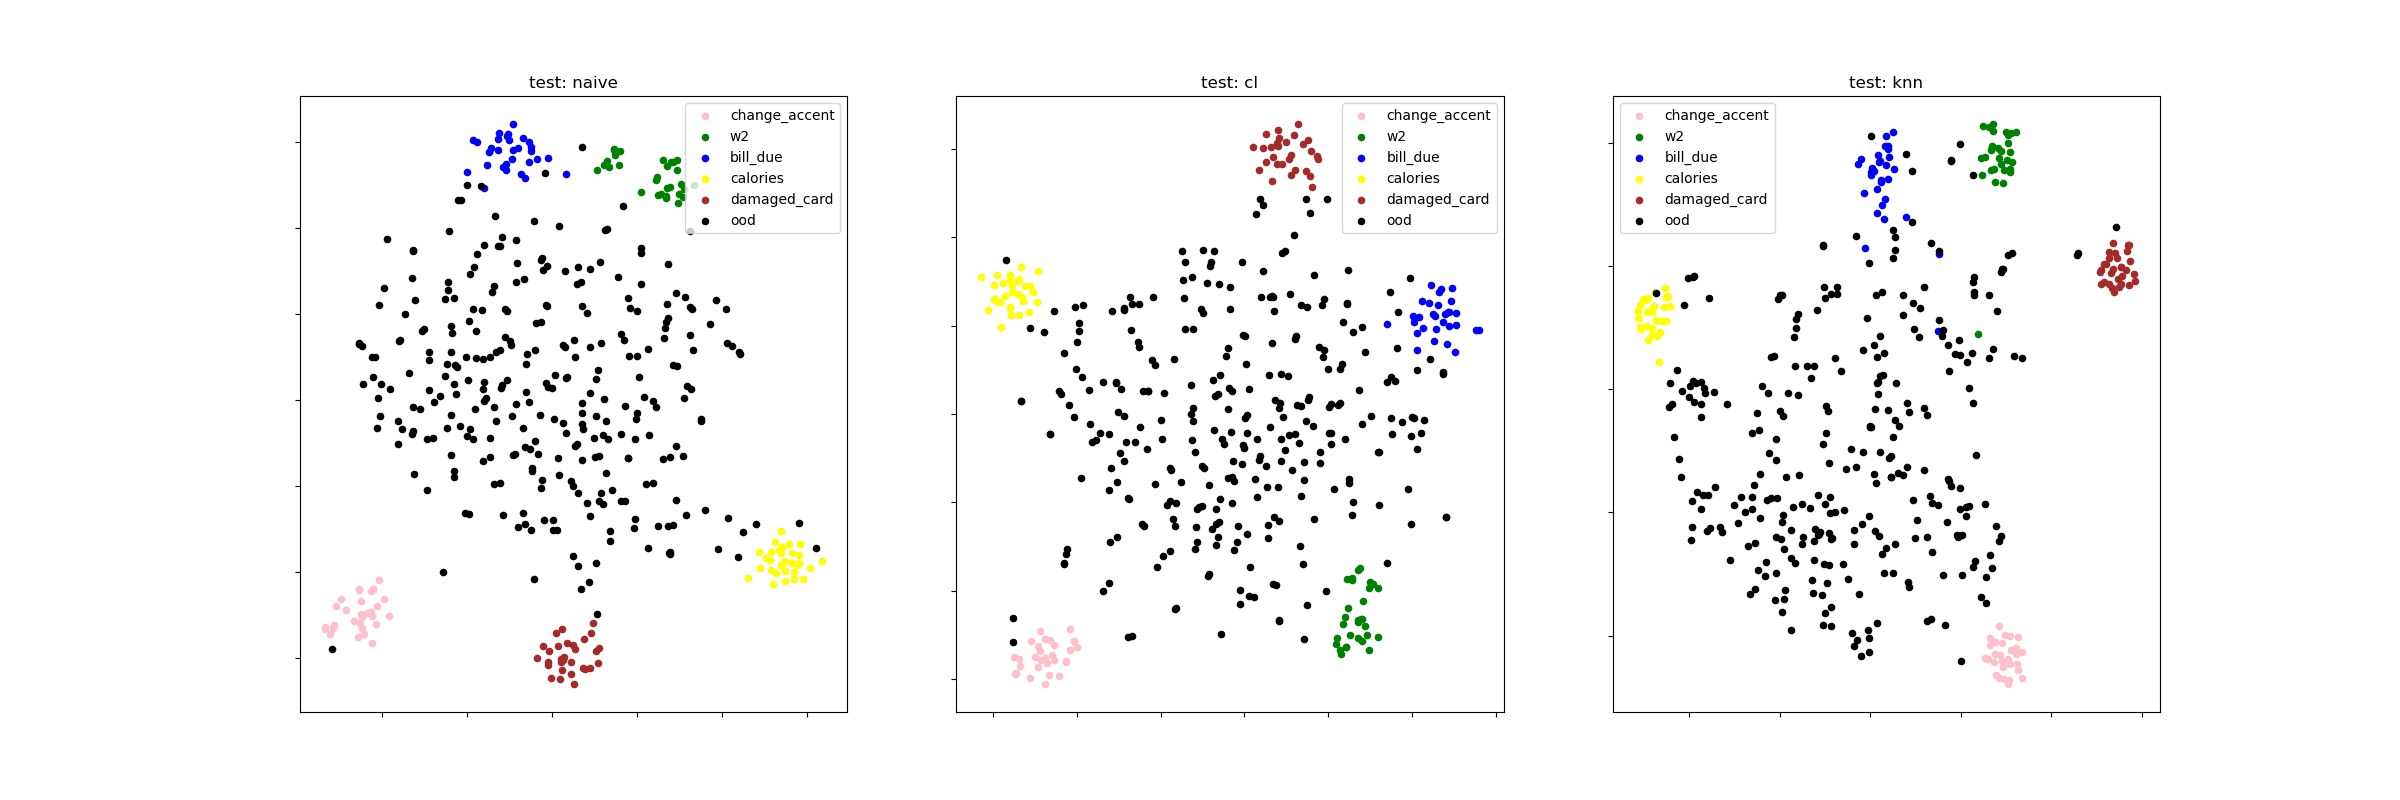 test: naive
change_accent
w2
bill_due
calories
damaged_card
ood
test: cl
change_accent
w2
bill_due
calories
damaged_card
ood
test: knn
change_accent
w2
bill_due
calories
damaged_card
ood